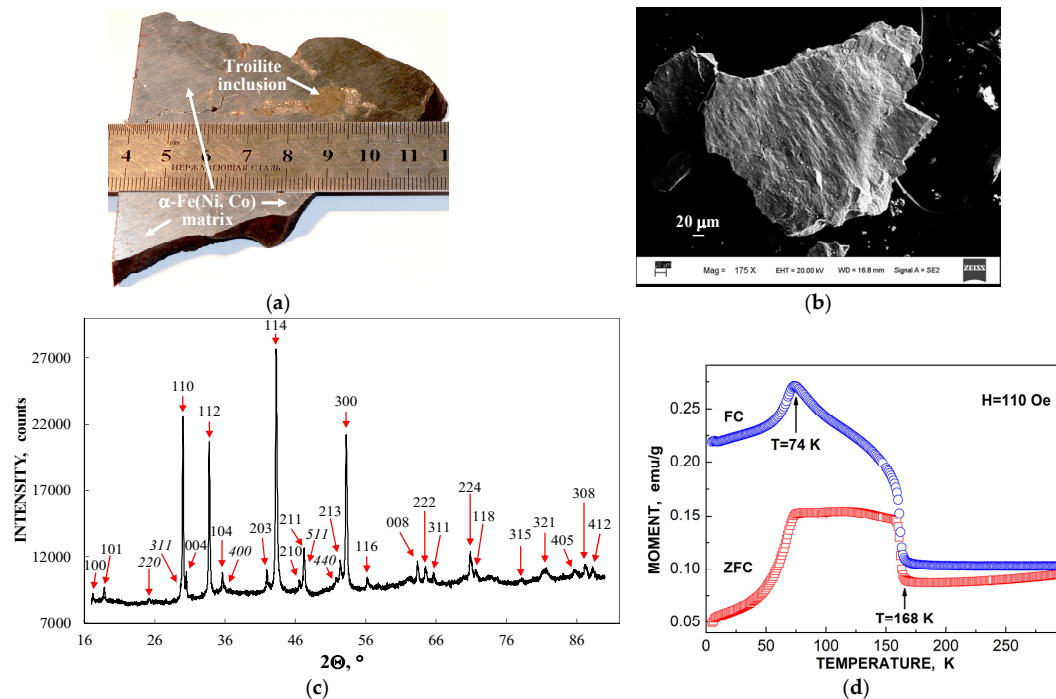 Troilite
inclusion
4 5 6 7 8 9 10 11 1
mm
НЕРЖАВЕЮЩАЯ СТАЛЬ
α-Fe(Ni, Co)
matrix
(a)
20 μm
20 μm
Mag = 175 X EHT = 20.00 kV WD = 16.8 mm Signal A = SE2 ZEISS
(b)
INTENSITY, counts
27000
22000
17000
12000
7000
100
101
220
311
110
004
112
104
400
203
114
210
211
511
440
213
300
116
008
222
311
224
118
315
321
405
308
412
16 26 36 46 56 66 76 86
2Θ, °
(c)
MOMENT, emu/g
0.25
0.20
0.15
0.10
0.05
FC
H=110 Oe
T=74 K
ZFC
T=168 K
0 50 100 150 200 250
TEMPERATURE, K
(d)